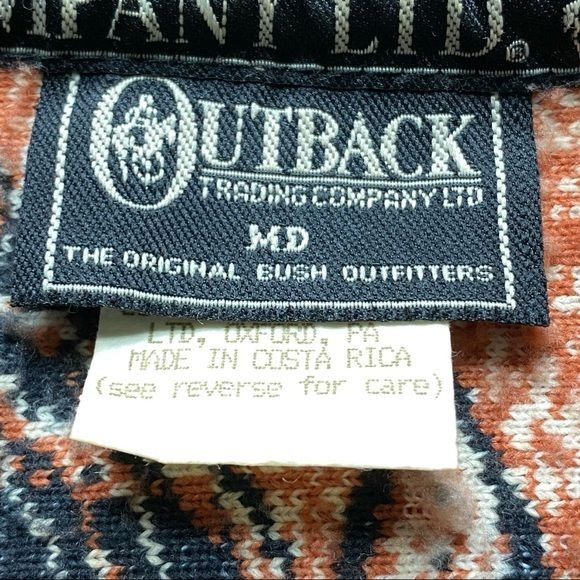 MPANY LTD.®
OUTBACK
TRADING COMPANY LTD
MD
THE ORIGINAL BUSH OUTFITTERS
LTD, OXFORD, PA
MADE IN COSTA RICA
(see reverse for care)